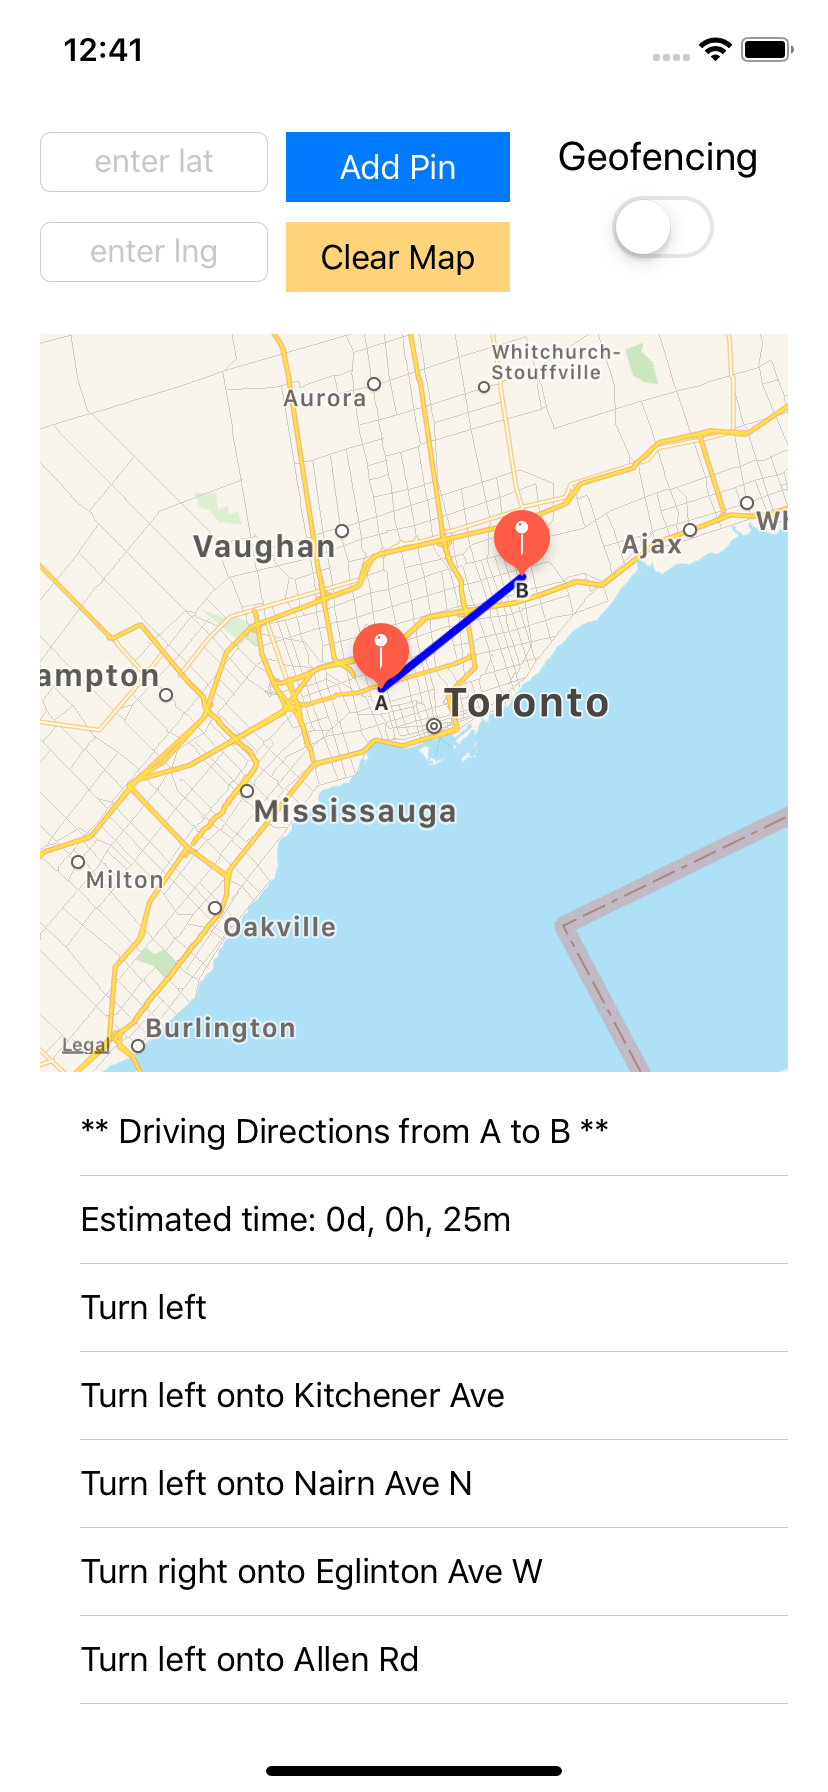 12:41
enter lat
Add Pin
Geofencing
enter lng
Clear Map
Whitchurch-
Stouffville
Aurora
Vaughan
Ajax
Wh
B
ampton
A
Toronto
Mississauga
Milton
Oakville
Burlington
Legal
** Driving Directions from A to B **
Estimated time: 0d, 0h, 25m
Turn left
Turn left onto Kitchener Ave
Turn left onto Nairn Ave N
Turn right onto Eglinton Ave W
Turn left onto Allen Rd